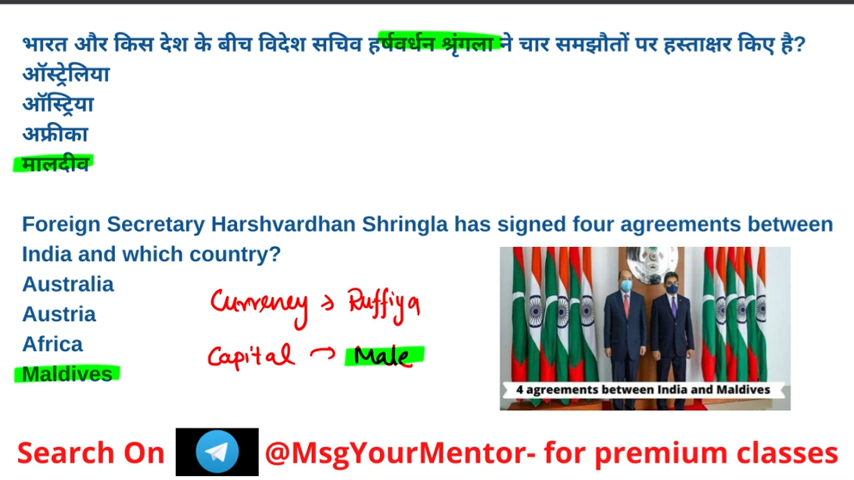 भारत और किस देश के बीच विदेश सचिव हर्षवर्धन श्रृंगला ने चार समझौतों पर हस्ताक्षर किए है?
ऑस्ट्रेलिया
ऑस्ट्रिया
अफ्रीका
मालदीव
Foreign Secretary Harshvardhan Shringla has signed four agreements between
India and which country?
Australia
Austria
Africa
Maldives
Currency → Ruffiya
Capital → Male
4 agreements between India and Maldives
Search On @MsgYourMentor- for premium classes